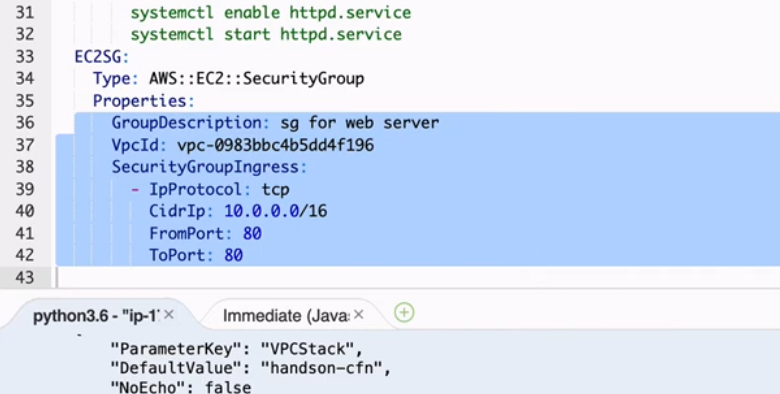 31 systemctl enable httpd.service
32 systemctl start httpd.service
33 EC2SG:
34 Type: AWS::EC2::SecurityGroup
35 Properties:
36 GroupDescription: sg for web server
37 VpcId: vpc-0983bbc4b5dd4f196
38 SecurityGroupIngress:
39 - IpProtocol: tcp
40 CidrIp: 10.0.0.0/16
41 FromPort: 80
42 ToPort: 80
43
python3.6 - "ip-1 × Immediate (Java × +
"ParameterKey": "VPCStack",
"DefaultValue": "handson-cfn",
"NoEcho": false